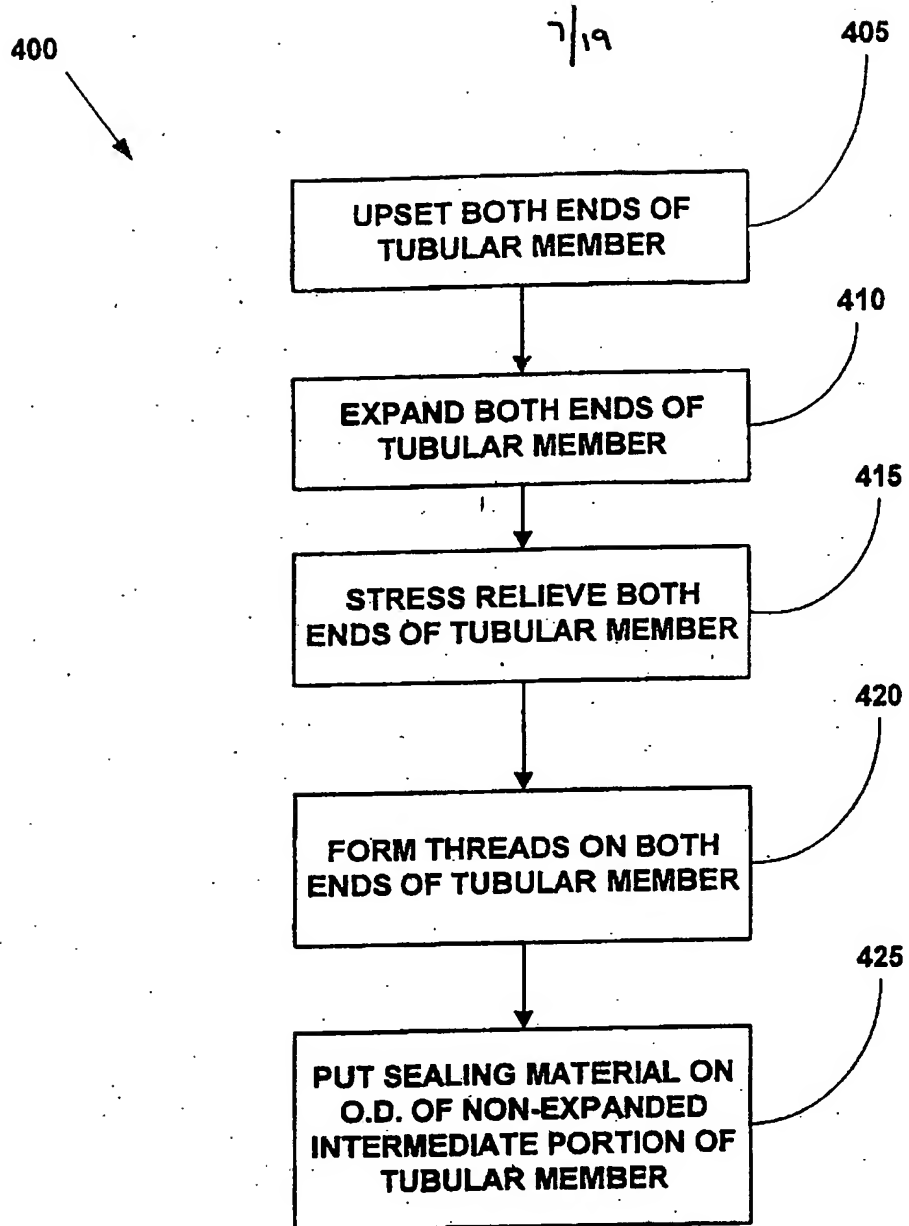 7/19
400
405
UPSET BOTH ENDS OF
TUBULAR MEMBER
410
EXPAND BOTH ENDS OF
TUBULAR MEMBER
415
STRESS RELIEVE BOTH
ENDS OF TUBULAR MEMBER
420
FORM THREADS ON BOTH
ENDS OF TUBULAR MEMBER
425
PUT SEALING MATERIAL ON
O.D. OF NON-EXPANDED
INTERMEDIATE PORTION OF
TUBULAR MEMBER